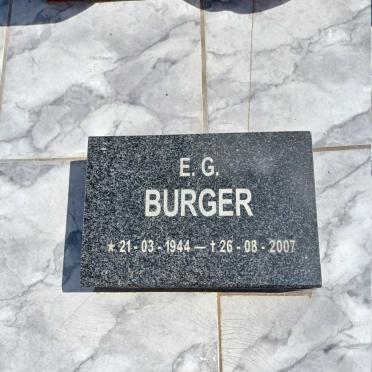 E. G.
BURGER
★ 21 - 03 - 1944 — † 26 - 08 - 2007